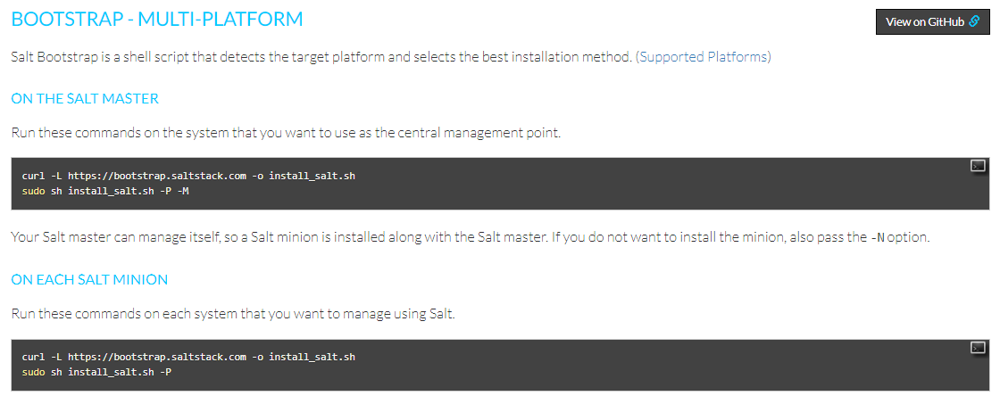 BOOTSTRAP - MULTI-PLATFORM
View on GitHub
Salt Bootstrap is a shell script that detects the target platform and selects the best installation method. (Supported Platforms)
ON THE SALT MASTER
Run these commands on the system that you want to use as the central management point.
curl -L https://bootstrap.saltstack.com -o install_salt.sh
sudo sh install_salt.sh -P -M
Your Salt master can manage itself, so a Salt minion is installed along with the Salt master. If you do not want to install the minion, also pass the -N option.
ON EACH SALT MINION
Run these commands on each system that you want to manage using Salt.
curl -L https://bootstrap.saltstack.com -o install_salt.sh
sudo sh install_salt.sh -P